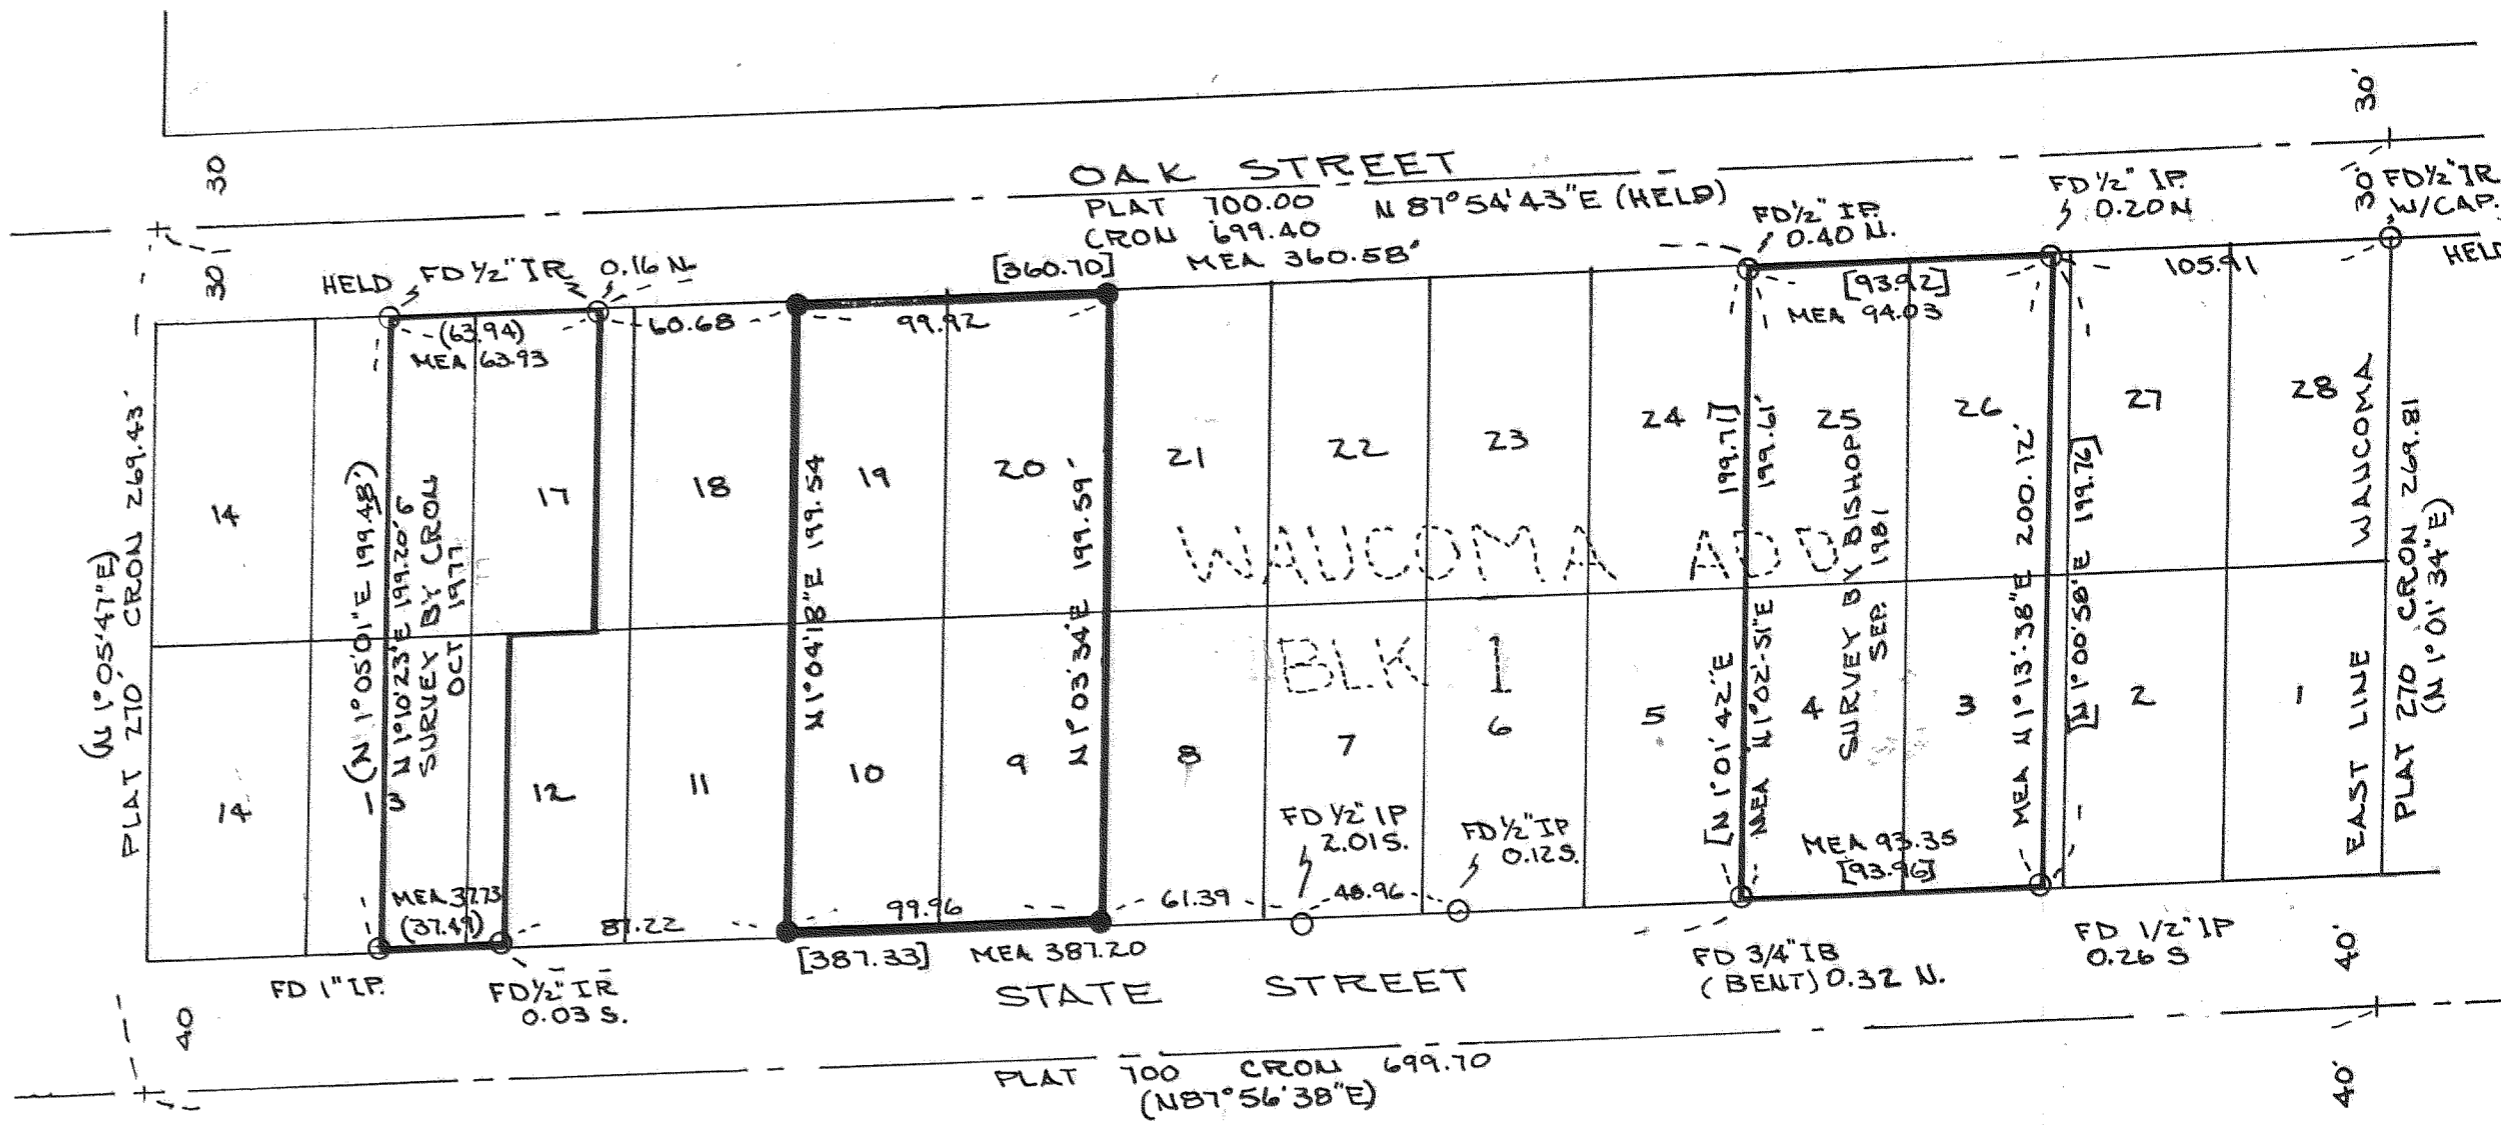 30
30
30'
30'
OAK STREET
PLAT 700.00 N 87°54'43"E (HELD)
CRON 699.40
MEA 360.58'
[360.70]
HELD
FD 1/2" IR
0.16 N
FD 1/2" IP.
0.40 N.
FD 1/2" IP.
0.20 N
FD 1/2" IR
W/CAP.
HELD
(63.94)
MEA 63.93
60.68
99.92
[93.92]
MEA 94.03
105.91
(N 1°05'47"E)
PLAT 270' CRON 269.43'
14
17
18
19
20
21
22
23
24
25
26
27
28
(N 1°05'01"E 199.48')
N 1°10'23"E 199.20'
SURVEY BY CRON
OCT 1977
N 1°04'18"E 199.54
N 1°03'34"E 199.59'
WAUCOMA ADD
BLK 1
[N 1°01'42"E 199.71]
MEA N 1°02'-51"E 199.61'
SURVEY BY BISHOP
SEP. 1981
MEA N 1°13'-38"E 200.12'
[N 1°00'50"E 199.76]
EAST LINE WAUCOMA
PLAT 270 CRON 269.81
(N 1°01'34"E)
14
3
12
11
10
9
8
7
6
5
4
3
2
1
FD 1/2" IP
2.01 S.
FD 1/2" IP
0.12 S.
MEA 37.73
(37.49)
87.22
99.96
61.39
48.96
MEA 93.35
[93.96]
[387.33] MEA 387.20
FD 1" IP.
FD 1/2" IR
0.03 S.
STATE STREET
FD 3/4" IB
(BENT) 0.32 N.
FD 1/2" IP
0.26 S
40
40'
40'
PLAT 700 CRON 699.70
(N87°56'38"E)